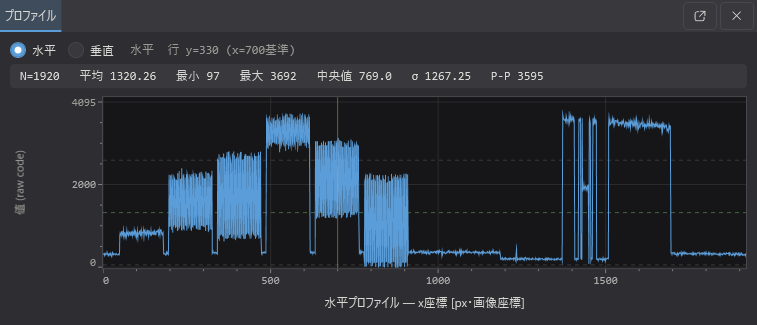 プロファイル
水平 垂直 水平 行 y=330 (x=700基準)
N=1920 平均 1320.26 最小 97 最大 3692 中央値 769.0 σ 1267.25 P-P 3595
値 (raw code)
4095
2000
0
0 500 1000 1500
水平プロファイル — x座標 [px・画像座標]